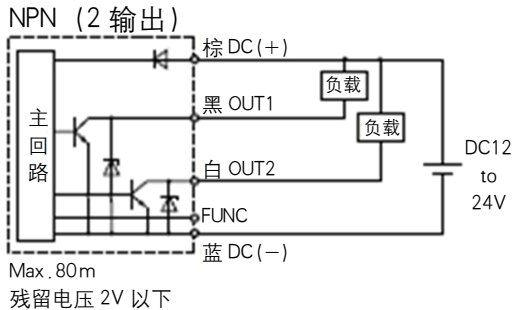 NPN（2 输出）
棕 DC(+)
主回路
负载
黑 OUT1
负载
白 OUT2
DC12
to
24V
FUNC
蓝 DC(−)
Max.80m
残留电压 2V 以下